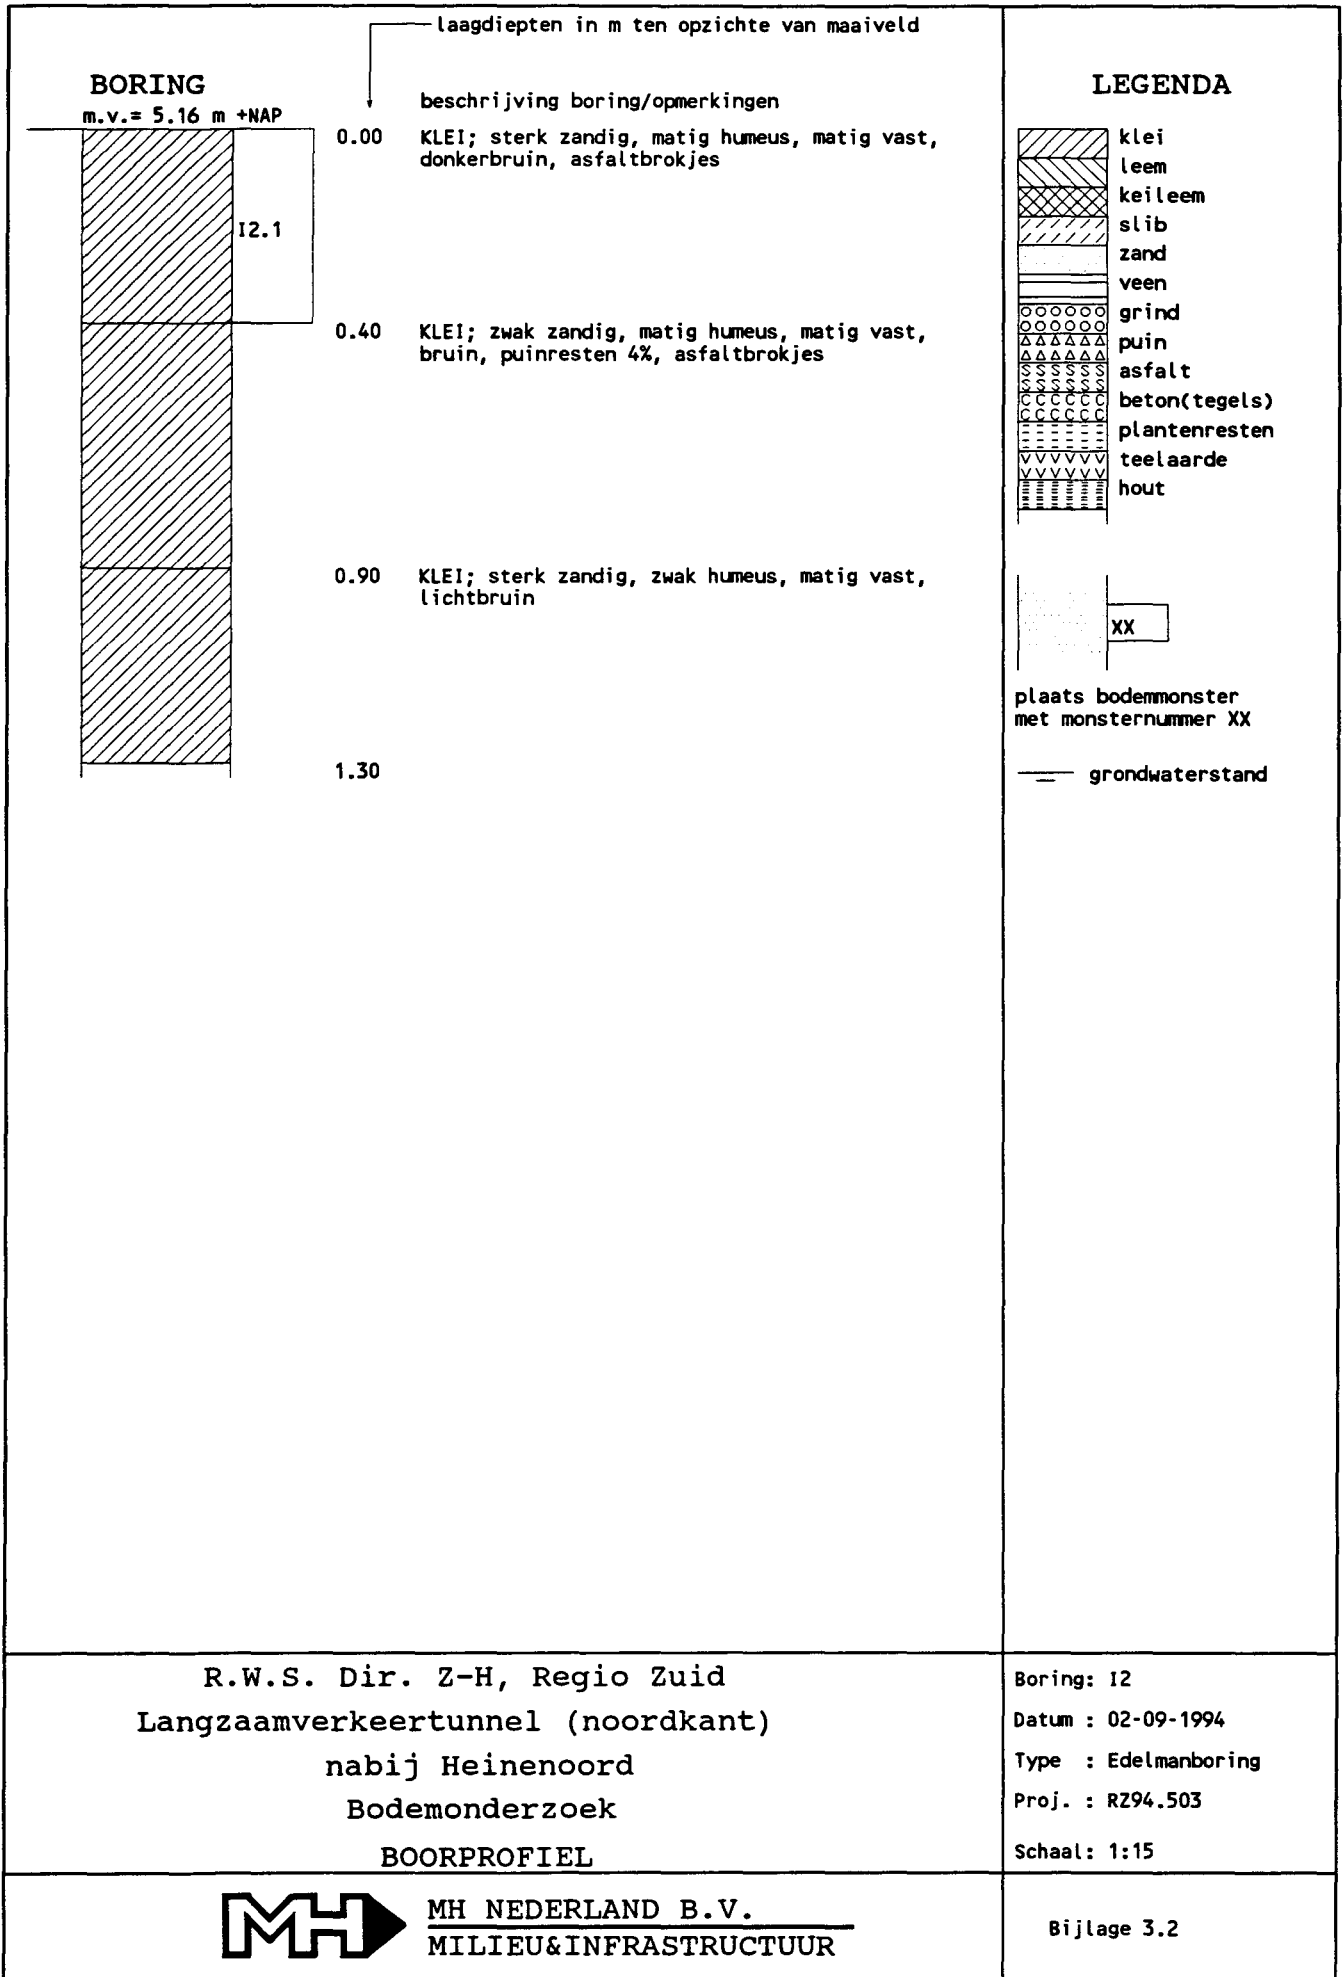 laagdiepten in m ten opzichte van maaiveld
BORING
m.v.= 5.16 m +NAP
beschrijving boring/opmerkingen
0.00 KLEI; sterk zandig, matig humeus, matig vast,
donkerbruin, asfaltbrokjes
I2.1
0.40 KLEI; zwak zandig, matig humeus, matig vast,
bruin, puinresten 4%, asfaltbrokjes
0.90 KLEI; sterk zandig, zwak humeus, matig vast,
lichtbruin
1.30
LEGENDA
klei
leem
keileem
slib
zand
veen
grind
puin
asfalt
beton(tegels)
plantenresten
teelaarde
hout
XX
plaats bodemmonster
met monsternummer XX
grondwaterstand
R.W.S. Dir. Z-H, Regio Zuid
Langzaamverkeertunnel (noordkant)
nabij Heinenoord
Bodemonderzoek
BOORPROFIEL
Boring: I2
Datum : 02-09-1994
Type : Edelmanboring
Proj. : RZ94.503
Schaal: 1:15
MH
MH NEDERLAND B.V.
MILIEU&INFRASTRUCTUUR
Bijlage 3.2